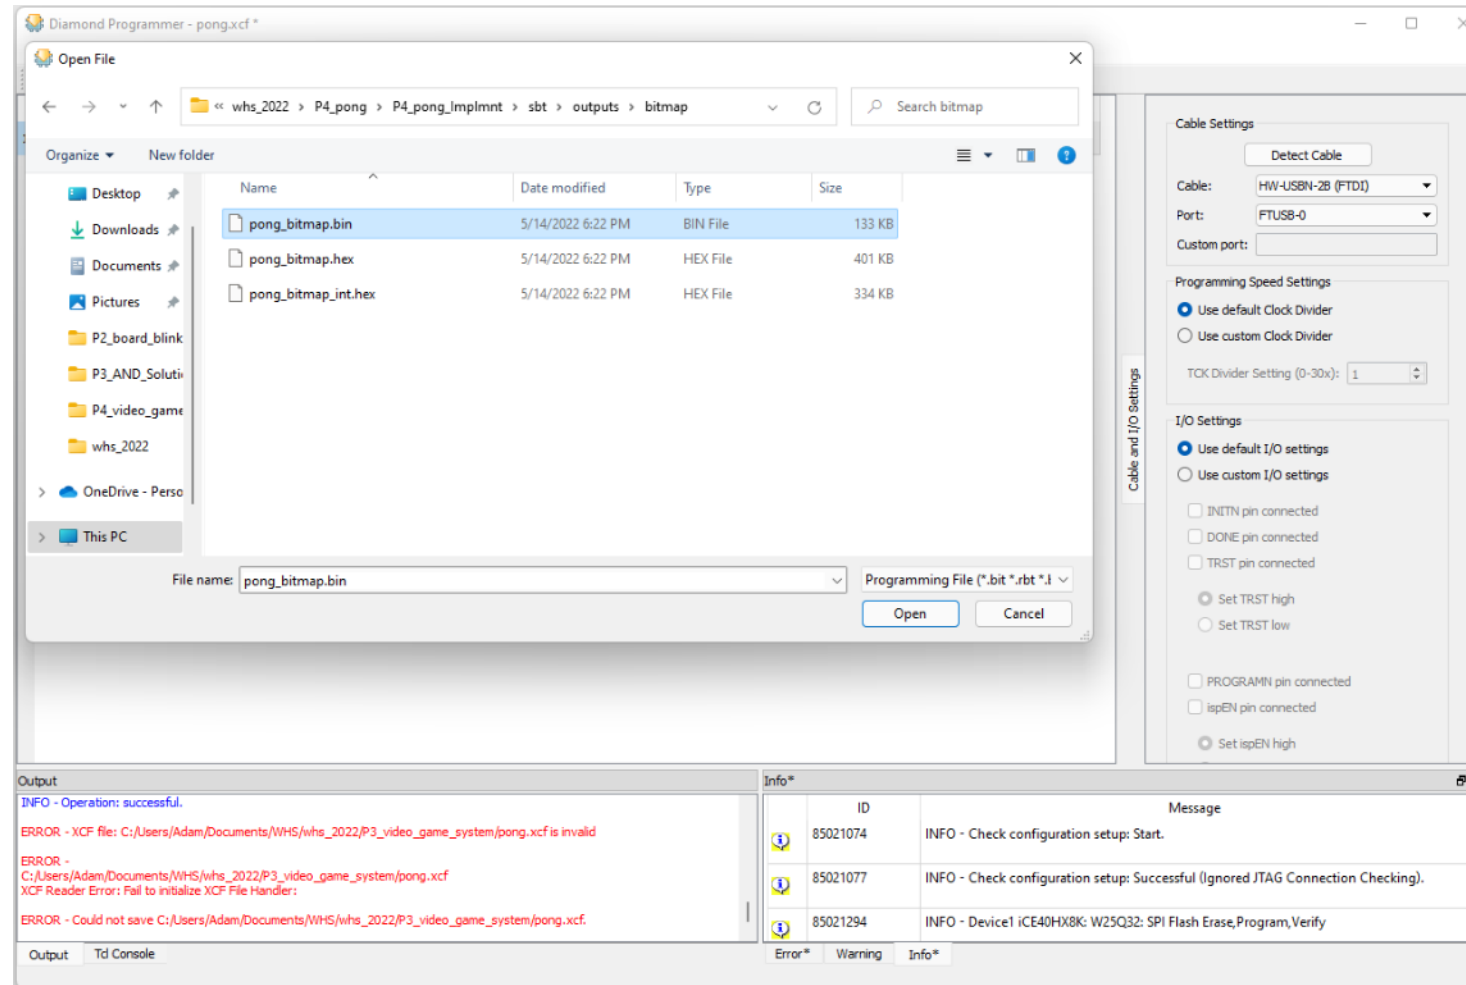 Diamond Programmer - pong.xcf *
Open File
« whs_2022 › P4_pong › P4_pong_Implmnt › sbt › outputs › bitmap
Search bitmap
Organize
New folder
Name
Date modified
Type
Size
Desktop
Downloads
Documents
Pictures
P2_board_blink
P3_AND_Soluti
P4_video_game
whs_2022
OneDrive - Perso
This PC
pong_bitmap.bin 5/14/2022 6:22 PM BIN File 133 KB
pong_bitmap.hex 5/14/2022 6:22 PM HEX File 401 KB
pong_bitmap_int.hex 5/14/2022 6:22 PM HEX File 334 KB
File name: pong_bitmap.bin
Programming File (*.bit *.rbt *.
Open
Cancel
Cable and I/O Settings
Cable Settings
Detect Cable
Cable: HW-USBN-2B (FTDI)
Port: FTUSB-0
Custom port:
Programming Speed Settings
Use default Clock Divider
Use custom Clock Divider
TCK Divider Setting (0-30x): 1
I/O Settings
Use default I/O settings
Use custom I/O settings
INITN pin connected
DONE pin connected
TRST pin connected
Set TRST high
Set TRST low
PROGRAMN pin connected
ispEN pin connected
Set ispEN high
Output
INFO - Operation: successful.
ERROR - XCF file: C:/Users/Adam/Documents/WHS/whs_2022/P3_video_game_system/pong.xcf is invalid
ERROR -
C:/Users/Adam/Documents/WHS/whs_2022/P3_video_game_system/pong.xcf
XCF Reader Error: Fail to initialize XCF File Handler:
ERROR - Could not save C:/Users/Adam/Documents/WHS/whs_2022/P3_video_game_system/pong.xcf.
Output
Tcl Console
Info*
ID Message
85021074 INFO - Check configuration setup: Start.
85021077 INFO - Check configuration setup: Successful (Ignored JTAG Connection Checking).
85021294 INFO - Device1 iCE40HX8K: W25Q32: SPI Flash Erase,Program,Verify
Error*
Warning
Info*